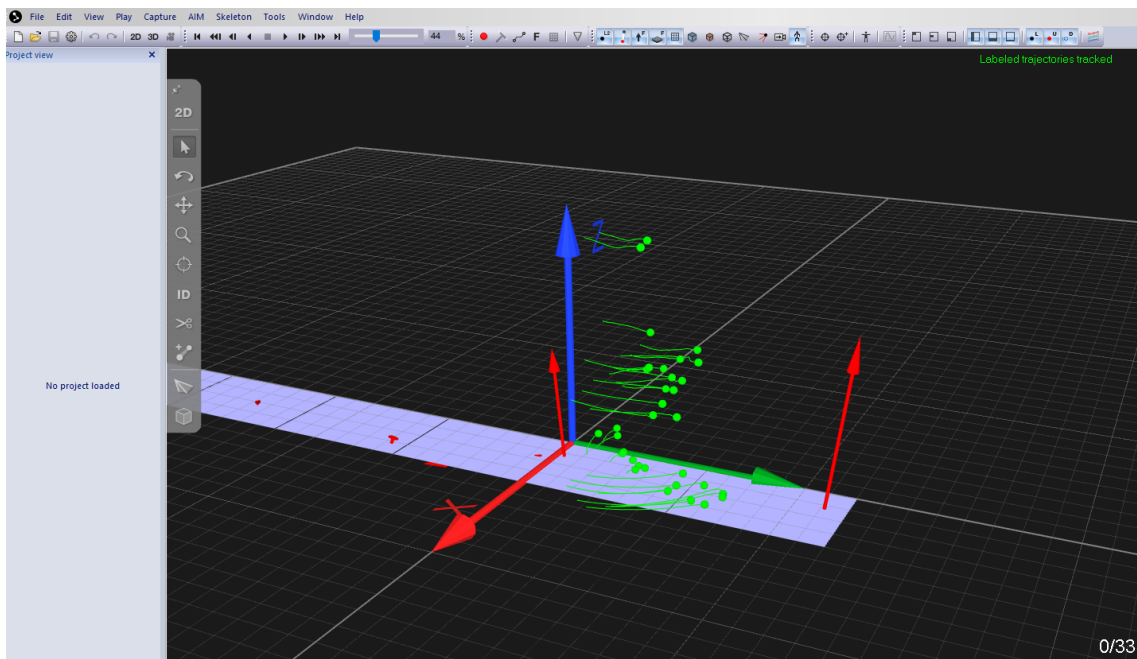 File Edit View Play Capture AIM Skeleton Tools Window Help
2D 3D 44 % F L2 F F L U D
Project view ×
Labeled trajectories tracked
2D
ID
Z
No project loaded
X
0/33